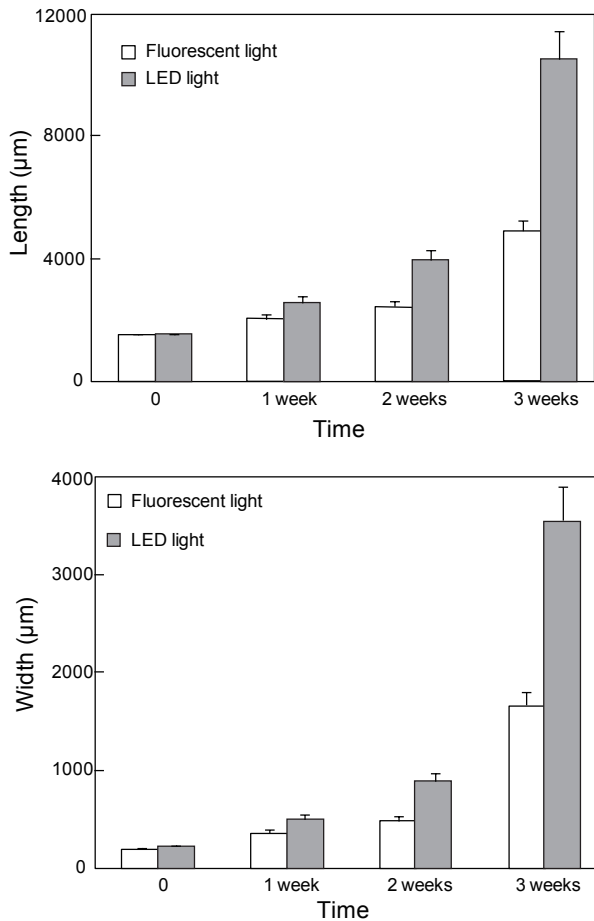 12000
Fluorescent light
LED light
8000
4000
0
Length (µm)
0 1 week 2 weeks 3 weeks
Time
4000
Fluorescent light
LED light
3000
2000
1000
0
Width (µm)
0 1 week 2 weeks 3 weeks
Time